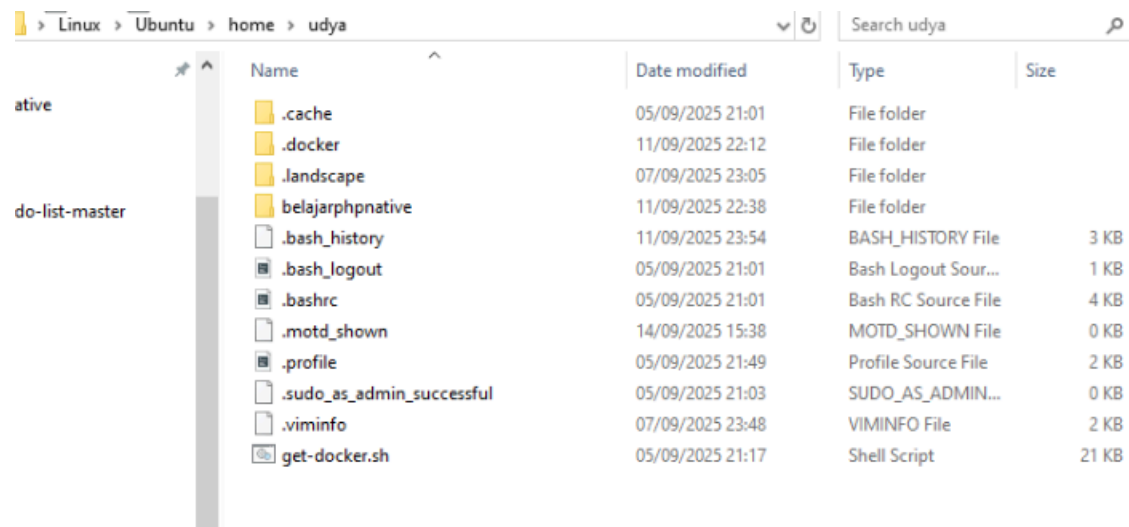 Linux > Ubuntu > home > udya Search udya
Name Date modified Type Size
ative
do-list-master
.cache 05/09/2025 21:01 File folder
.docker 11/09/2025 22:12 File folder
.landscape 07/09/2025 23:05 File folder
belajarphpnative 11/09/2025 22:38 File folder
.bash_history 11/09/2025 23:54 BASH_HISTORY File 3 KB
.bash_logout 05/09/2025 21:01 Bash Logout Sour... 1 KB
.bashrc 05/09/2025 21:01 Bash RC Source File 4 KB
.motd_shown 14/09/2025 15:38 MOTD_SHOWN File 0 KB
.profile 05/09/2025 21:49 Profile Source File 2 KB
.sudo_as_admin_successful 05/09/2025 21:03 SUDO_AS_ADMIN... 0 KB
.viminfo 07/09/2025 23:48 VIMINFO File 2 KB
get-docker.sh 05/09/2025 21:17 Shell Script 21 KB